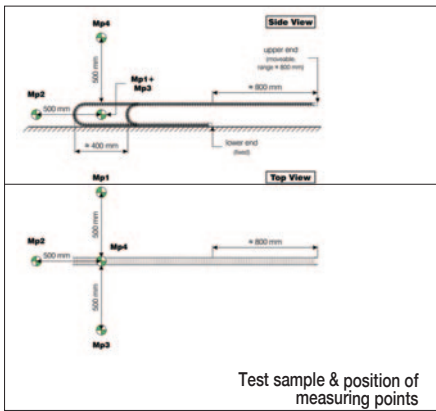 Mp4
Side View
upper end
(moveable,
range ≈ 800 mm)
500 mm
≈ 800 mm
Mp1+
Mp3
Mp2
500 mm
≈ 400 mm
lower end
(fixed)
Mp1
Top View
500 mm
Mp2
Mp4
≈ 800 mm
500 mm
500 mm
Mp3
Test sample & position of
measuring points